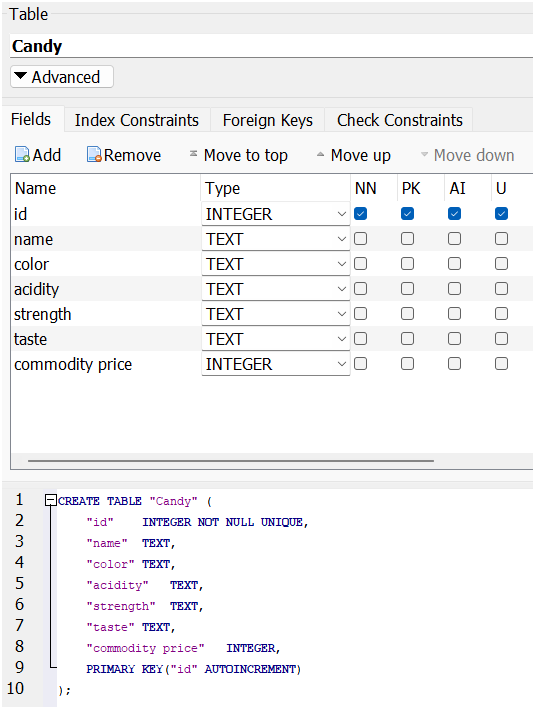 Table
Candy
Advanced
Fields Index Constraints Foreign Keys Check Constraints
Add Remove Move to top Move up Move down
Name Type NN PK AI U
id INTEGER
name TEXT
color TEXT
acidity TEXT
strength TEXT
taste TEXT
commodity price INTEGER
1 CREATE TABLE "Candy" (
2 "id" INTEGER NOT NULL UNIQUE,
3 "name" TEXT,
4 "color" TEXT,
5 "acidity" TEXT,
6 "strength" TEXT,
7 "taste" TEXT,
8 "commodity price" INTEGER,
9 PRIMARY KEY("id" AUTOINCREMENT)
10 );